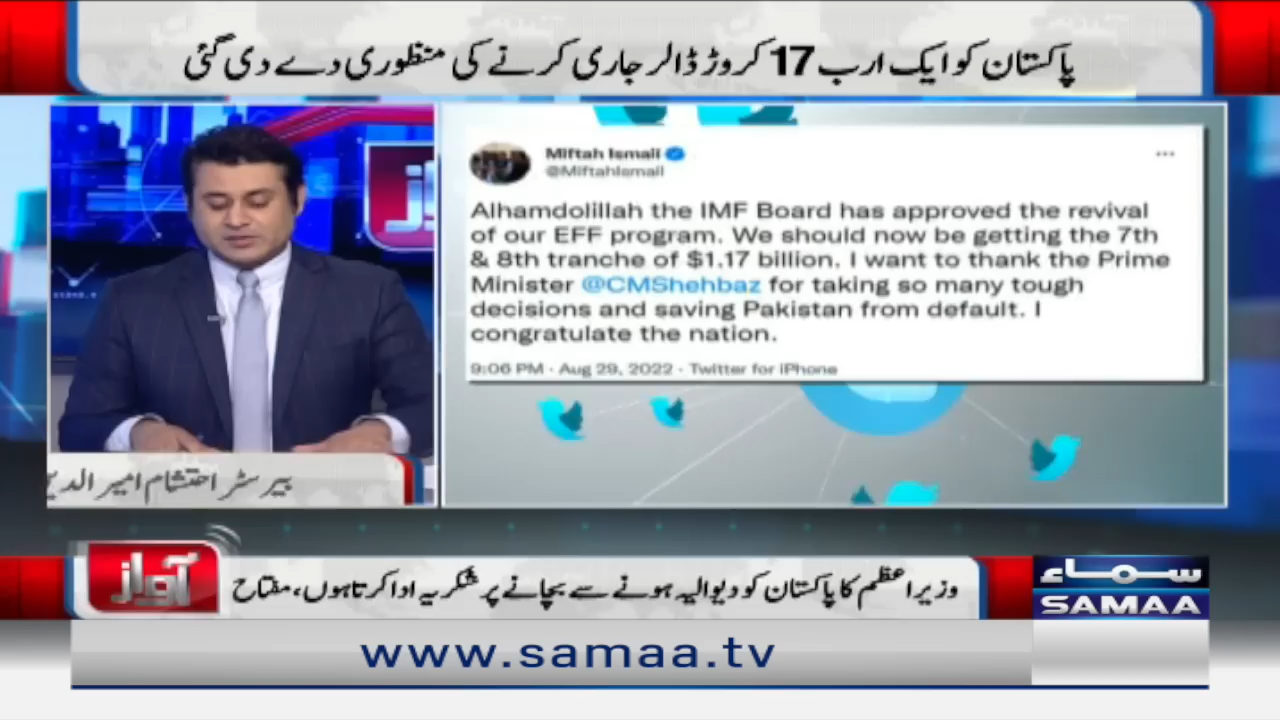 پاکستان کو ایک ارب 17 کروڑ ڈالر جاری کرنے کی منظوری دے دی گئی
Miftah Ismail
@MiftahIsmail
Alhamdolillah the IMF Board has approved the revival
of our EFF program. We should now be getting the 7th
& 8th tranche of $1.17 billion. I want to thank the Prime
Minister @CMShehbaz for taking so many tough
decisions and saving Pakistan from default. I
congratulate the nation.
9:06 PM · Aug 29, 2022 · Twitter for iPhone
بیرسٹر احتشام امیر الدین
آواز
وزیراعظم کا پاکستان کو دیوالیہ ہونے سے بچانے پر شکریہ ادا کرتا ہوں، مفتاح
سماء
SAMAA
www.samaa.tv